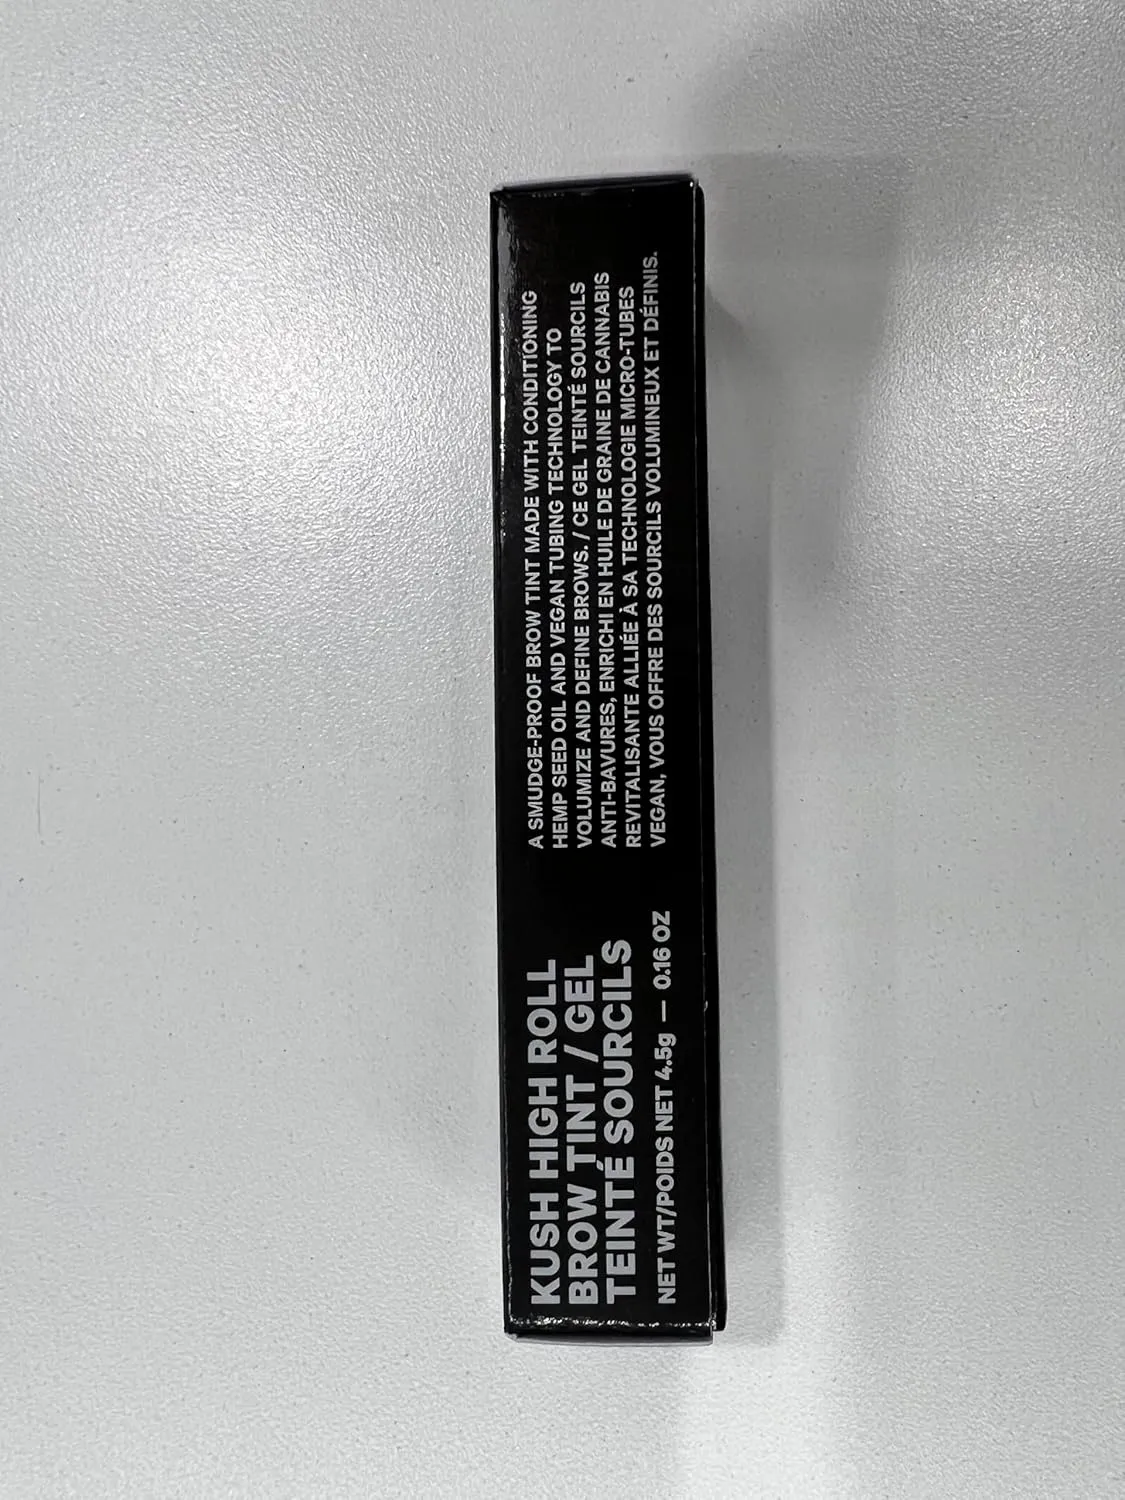 KUSH HIGH ROLL
BROW TINT / GEL
TEINTÉ SOURCILS
NET WT/POIDS NET 4.5g — 0.16 OZ
A SMUDGE-PROOF BROW TINT MADE WITH CONDITIONING
HEMP SEED OIL AND VEGAN TUBING TECHNOLOGY TO
VOLUMIZE AND DEFINE BROWS. / CE GEL TEINTÉ SOURCILS
ANTI-BAVURES, ENRICHI EN HUILE DE GRAINE DE CANNABIS
REVITALISANTE ALLIÉE À SA TECHNOLOGIE MICRO-TUBES
VEGAN, VOUS OFFRE DES SOURCILS VOLUMINEUX ET DÉFINIS.